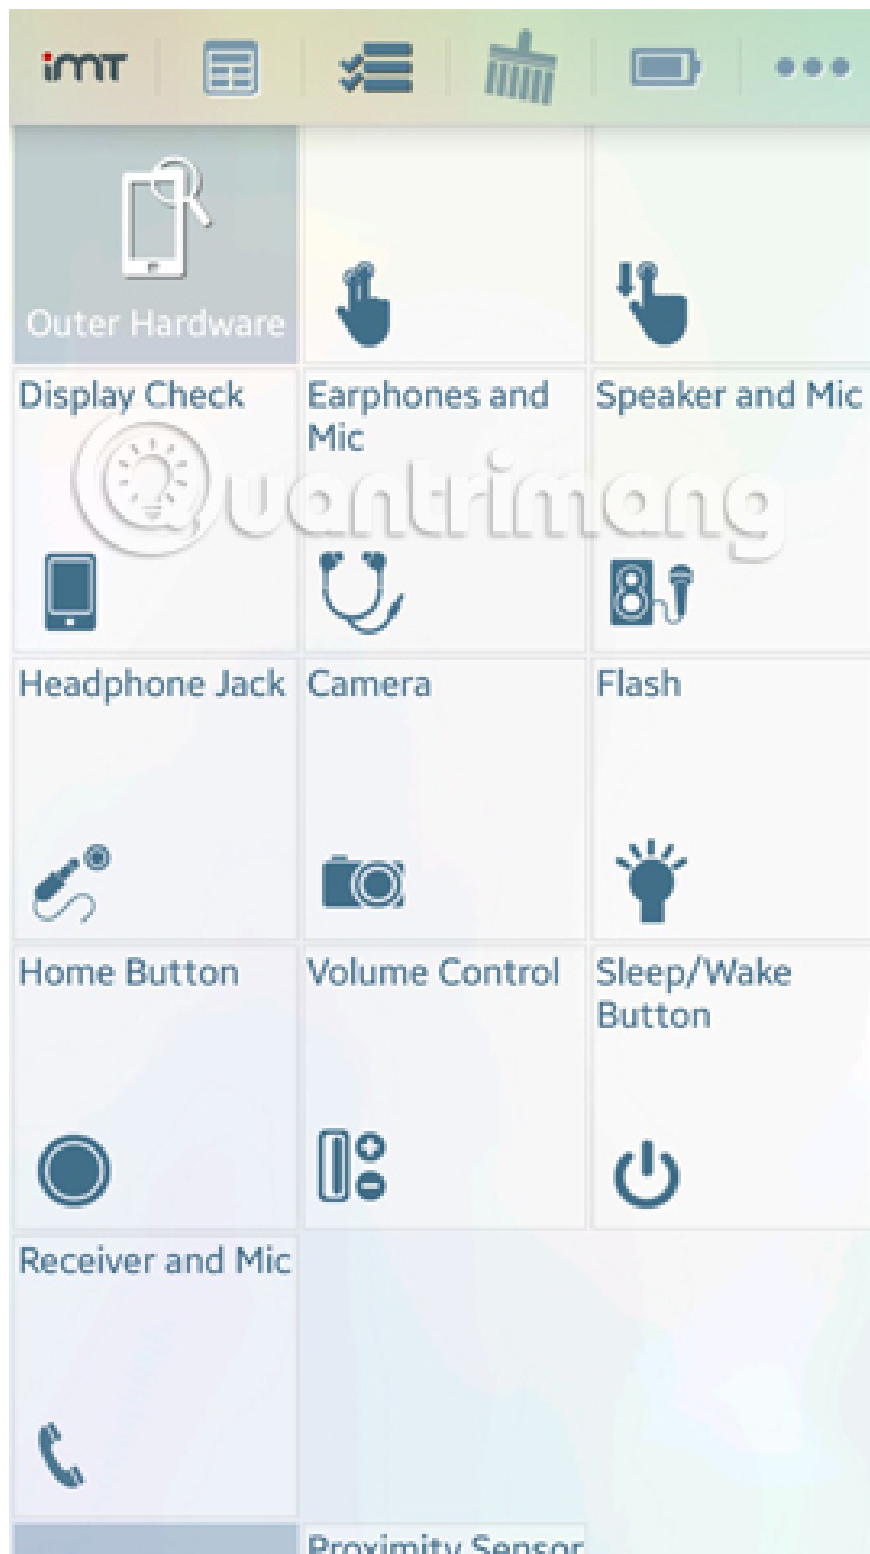 iMT
Outer Hardware
Display Check
Earphones and
Mic
Speaker and Mic
Quantrimang
Headphone Jack
Camera
Flash
Home Button
Volume Control
Sleep/Wake
Button
Receiver and Mic
Proximity Sensor